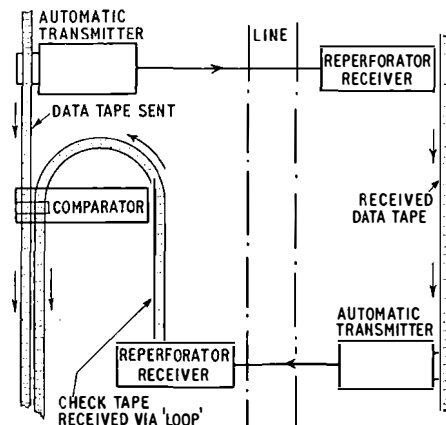 AUTOMATIC
TRANSMITTER
LINE
REPERFORATOR
RECEIVER
DATA TAPE SENT
COMPARATOR
RECEIVED
DATA TAPE
AUTOMATIC
TRANSMITTER
REPERFORATOR
RECEIVER
CHECK TAPE
RECEIVED VIA 'LOOP'